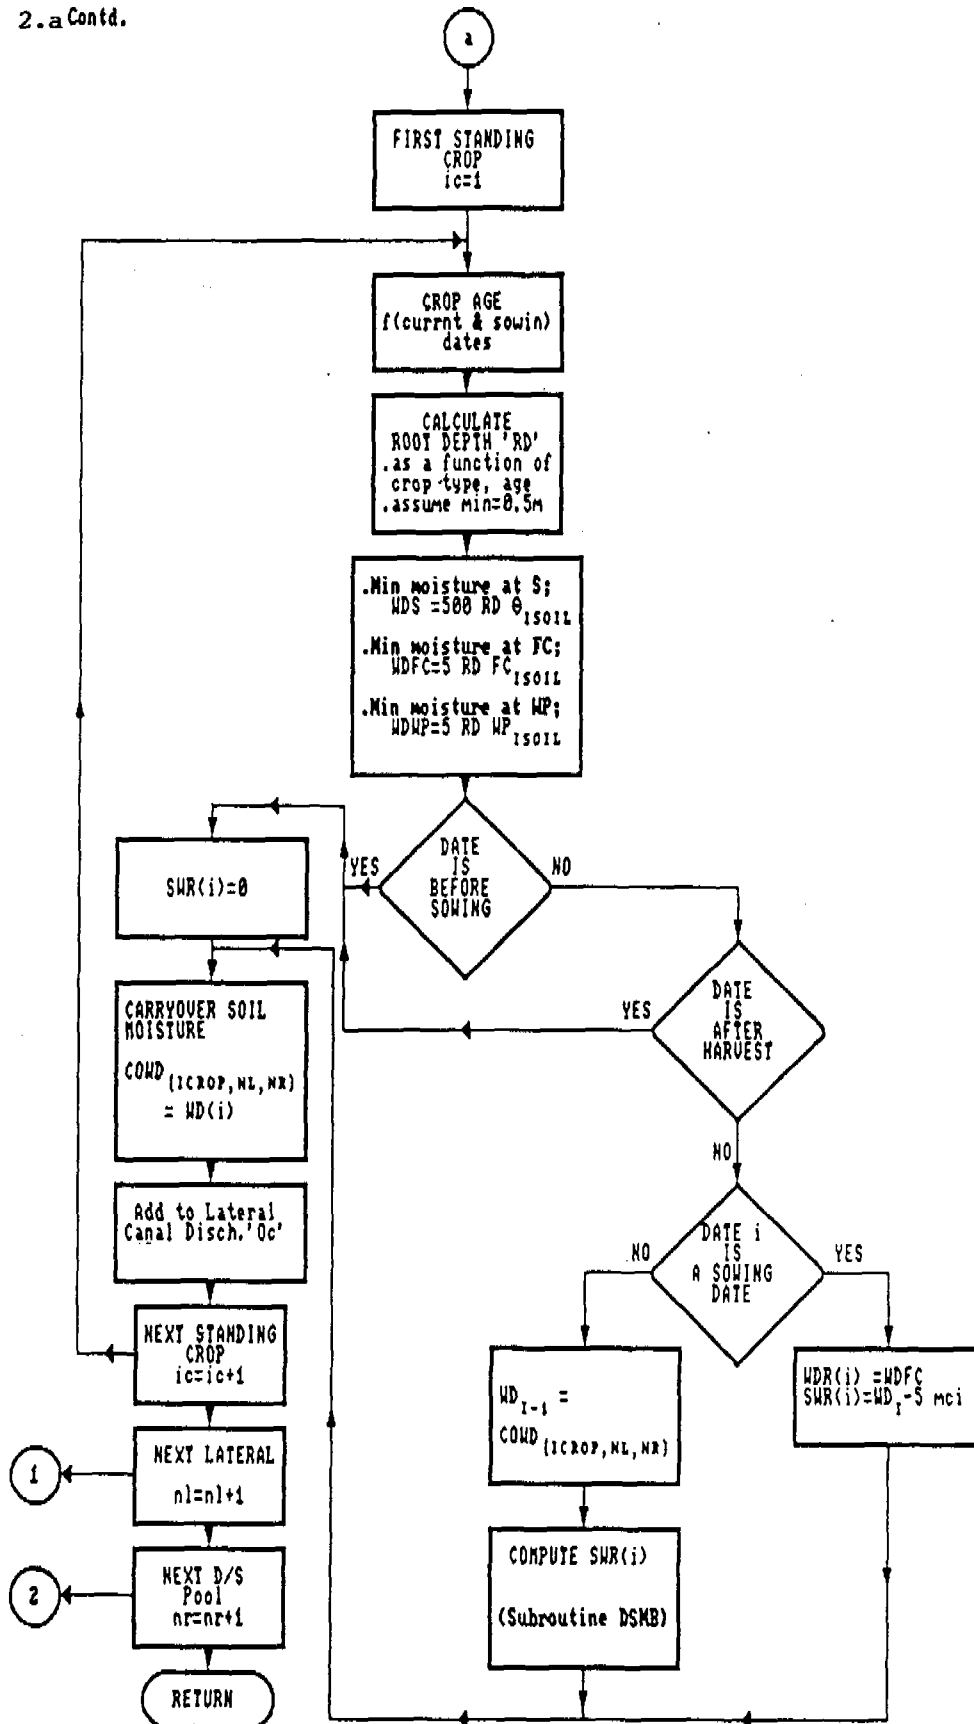 2.a Contd.
a
FIRST STANDING
CROP
ic=1
CROP AGE
f(currnt & sowin)
dates
CALCULATE
ROOT DEPTH 'RD'
.as a function of
crop type, age
.assume min=0.5m
.Min moisture at S;
WDS =500 RD θISOIL
.Min moisture at FC;
WDFC=5 RD FCISOIL
.Min moisture at WP;
WDWP=5 RD WPISOIL
DATE
IS
BEFORE
SOWING
YES
NO
SWR(i)=0
DATE
IS
AFTER
HARVEST
YES
NO
CARRYOVER SOIL
MOISTURE
COWD(ICROP,NL,NR)
= WD(i)
Add to Lateral
Canal Disch.'Qc'
DATE i
IS
A SOWING
DATE
NO
YES
NEXT STANDING
CROP
ic=ic+1
WDI-1 =
COWD(ICROP,NL,NR)
WDR(i) =WDFC
SWR(i)=WDI-5 mci
1
NEXT LATERAL
nl=nl+1
COMPUTE SWR(i)
(Subroutine DSMB)
2
NEXT D/S
Pool
nr=nr+1
RETURN